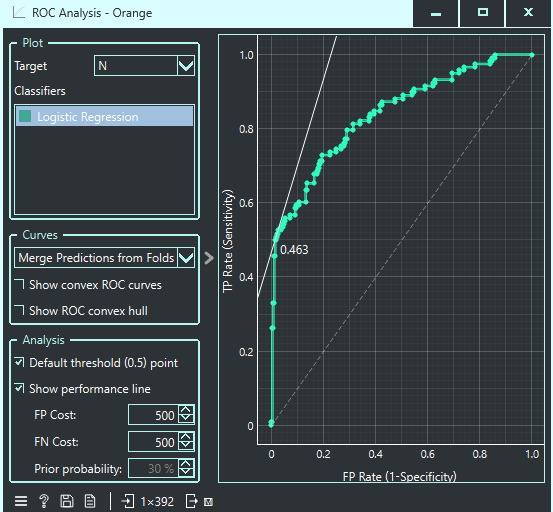 ROC Analysis - Orange
Plot
Target N
Classifiers
Logistic Regression
Curves
Merge Predictions from Folds
Show convex ROC curves
Show ROC convex hull
Analysis
Default threshold (0.5) point
Show performance line
FP Cost: 500
FN Cost: 500
Prior probability: 30 %
1×392
TP Rate (Sensitivity)
1.0
0.8
0.6
0.4
0.2
0
0.463
0 0.2 0.4 0.6 0.8 1.0
FP Rate (1-Specificity)